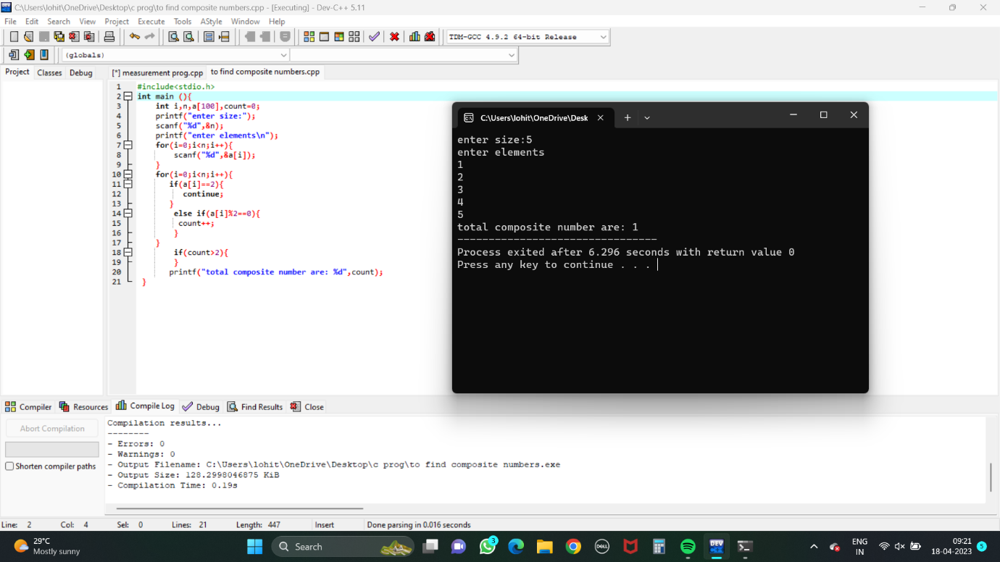 C:\Users\lohit\OneDrive\Desktop\c prog\to find composite numbers.cpp - [Executing] - Dev-C++ 5.11
File Edit Search View Project Execute Tools AStyle Window Help
TDM-GCC 4.9.2 64-bit Release
(globals)
Project Classes Debug
[*] measurement prog.cpp to find composite numbers.cpp
1 #include<stdio.h>
2 int main (){
3 int i,n,a[100],count=0;
4 printf("enter size:");
5 scanf("%d",&n);
6 printf("enter elements\n");
7 for(i=0;i<n;i++){
8 scanf("%d",&a[i]);
9 }
10 for(i=0;i<n;i++){
11 if(a[i]==2){
12 continue;
13 }
14 else if(a[i]%2==0){
15 count++;
16 }
17 }
18 if(count>2){
19 }
20 printf("total composite number are: %d",count);
21 }
C:\Users\lohit\OneDrive\Desk
enter size:5
enter elements
1
2
3
4
5
total composite number are: 1
--------------------------------
Process exited after 6.296 seconds with return value 0
Press any key to continue . . .
Compiler Resources Compile Log Debug Find Results Close
Abort Compilation
Shorten compiler paths
Compilation results...
--------
- Errors: 0
- Warnings: 0
- Output Filename: C:\Users\lohit\OneDrive\Desktop\c prog\to find composite numbers.exe
- Output Size: 128.2998046875 KiB
- Compilation Time: 0.19s
Line: 2 Col: 4 Sel: 0 Lines: 21 Length: 447 Insert Done parsing in 0.016 seconds
29°C
Mostly sunny
Search
3
DELL
DEV
ENG
IN
09:21
18-04-2023
5